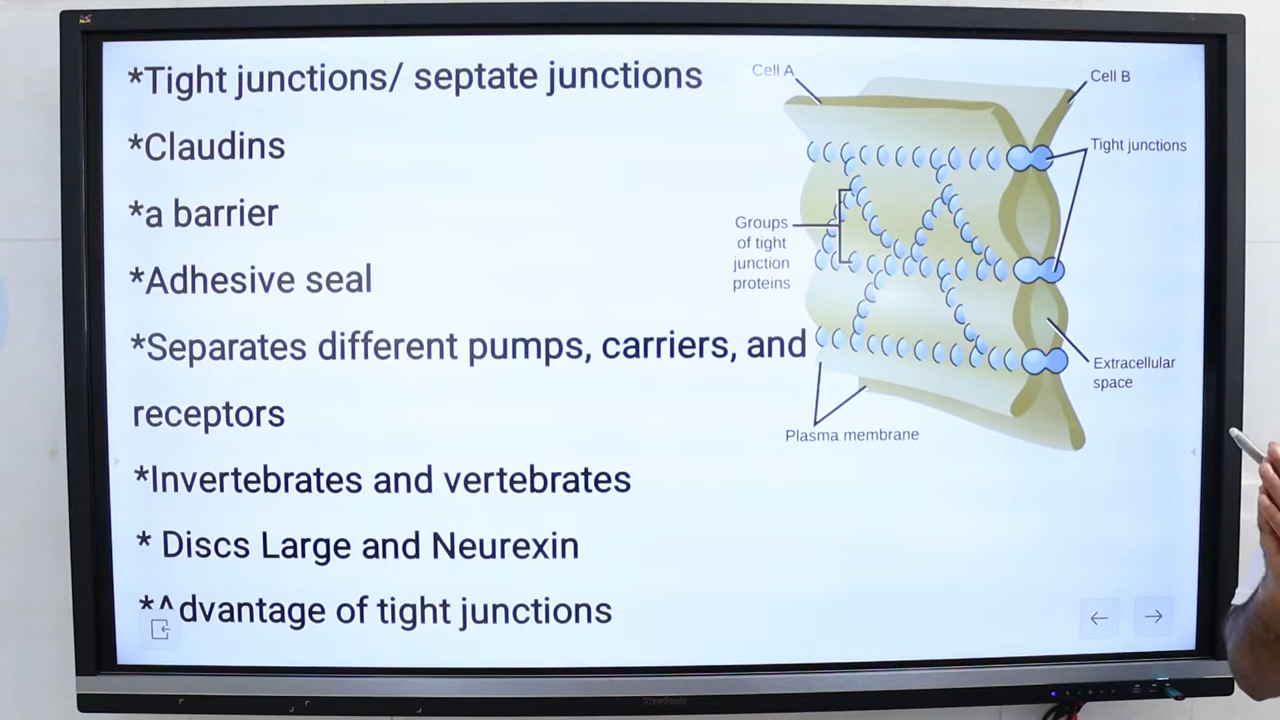 *Tight junctions/ septate junctions
*Claudins
*a barrier
*Adhesive seal
*Separates different pumps, carriers, and
receptors
*Invertebrates and vertebrates
* Discs Large and Neurexin
*^dvantage of tight junctions
Cell A
Cell B
Tight junctions
Groups
of tight
junction
proteins
Extracellular
space
Plasma membrane
ViewSonic